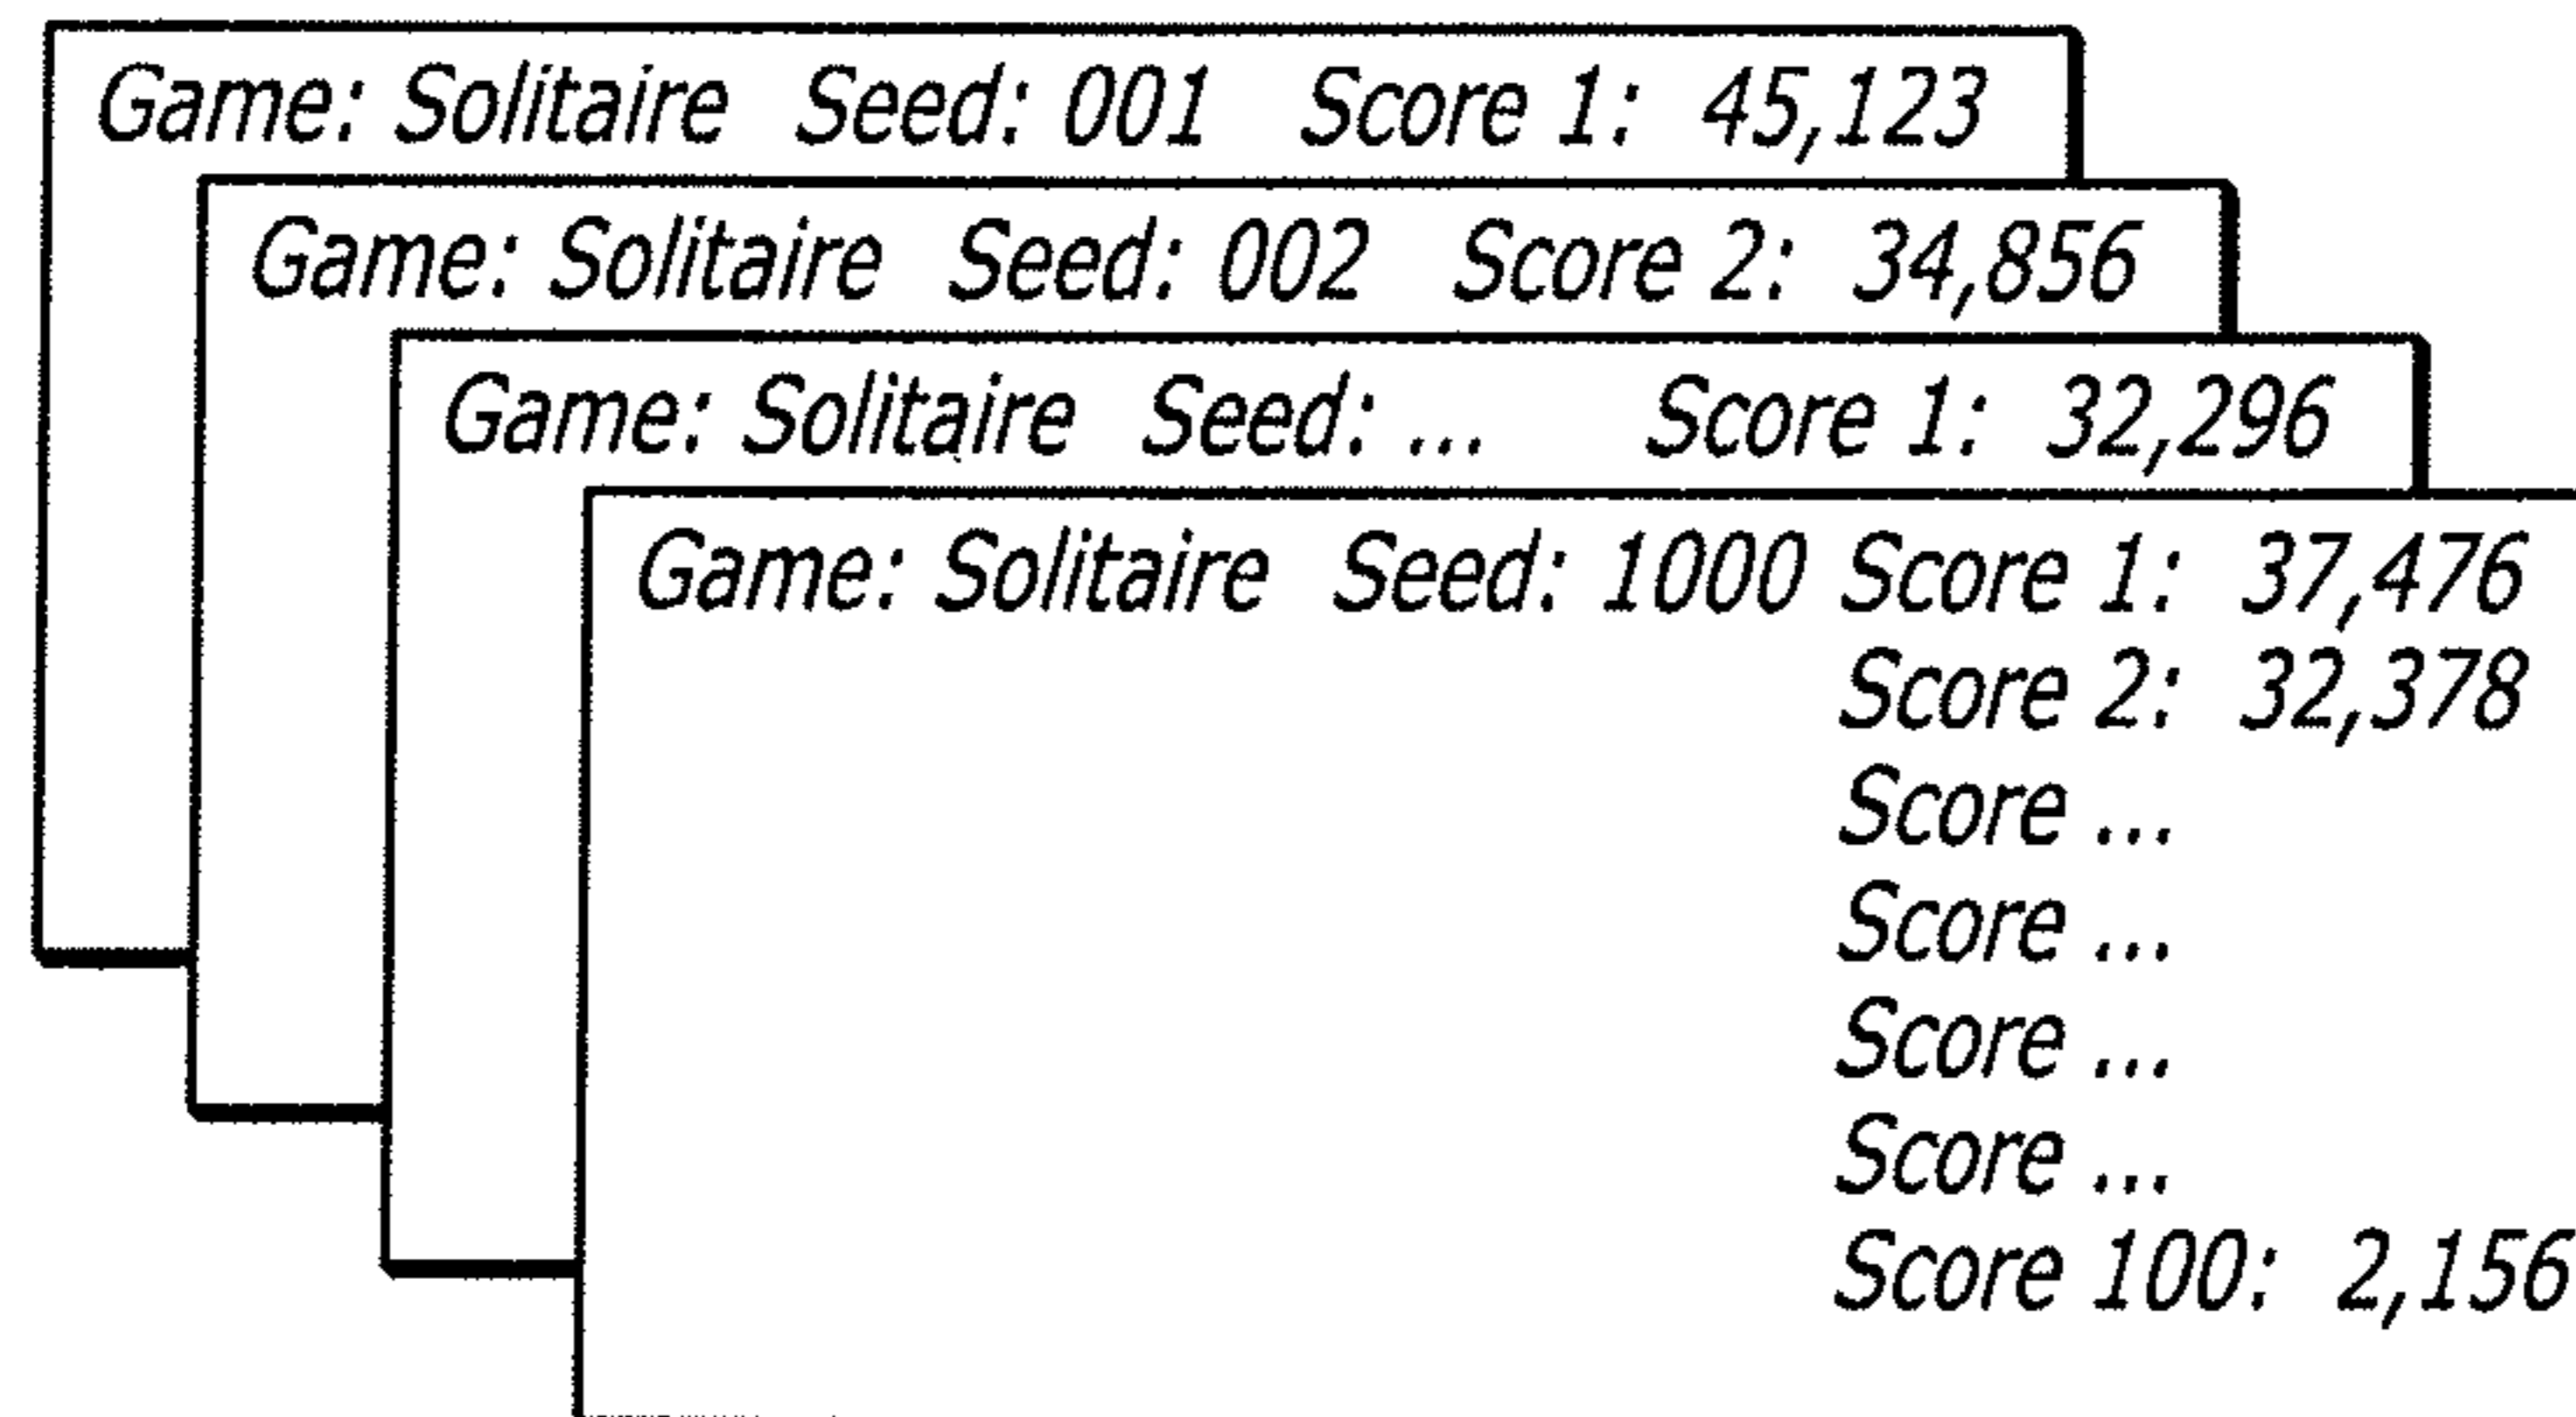 Game: Solitaire Seed: 001 Score 1: 45,123
Game: Solitaire Seed: 002 Score 2: 34,856
Game: Solitaire Seed: ... Score 1: 32,296
Game: Solitaire Seed: 1000 Score 1: 37,476
Score 2: 32,378
Score ...
Score ...
Score ...
Score ...
Score 100: 2,156